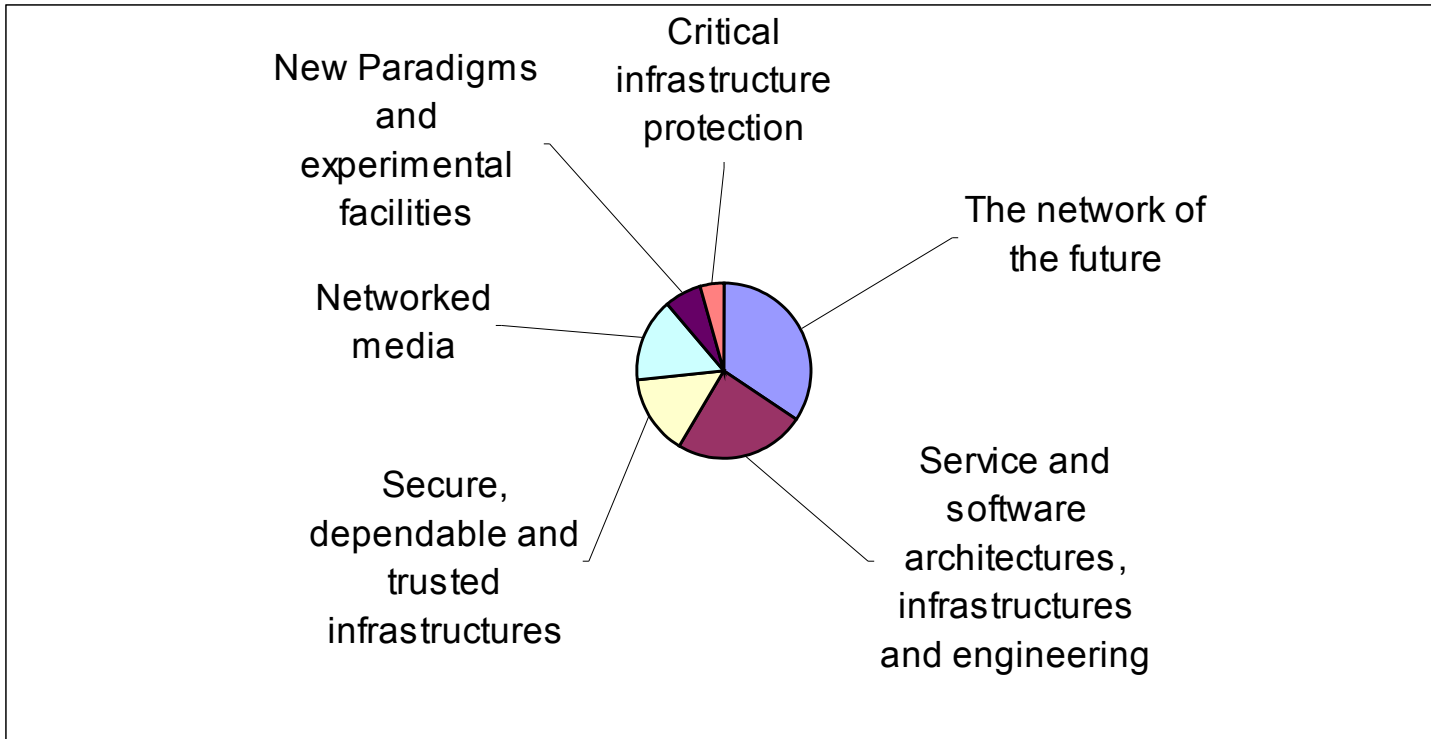 Critical
infrastructure
protection
New Paradigms
and
experimental
facilities
The network of
the future
Networked
media
Service and
software
architectures,
infrastructures
and engineering
Secure,
dependable and
trusted
infrastructures